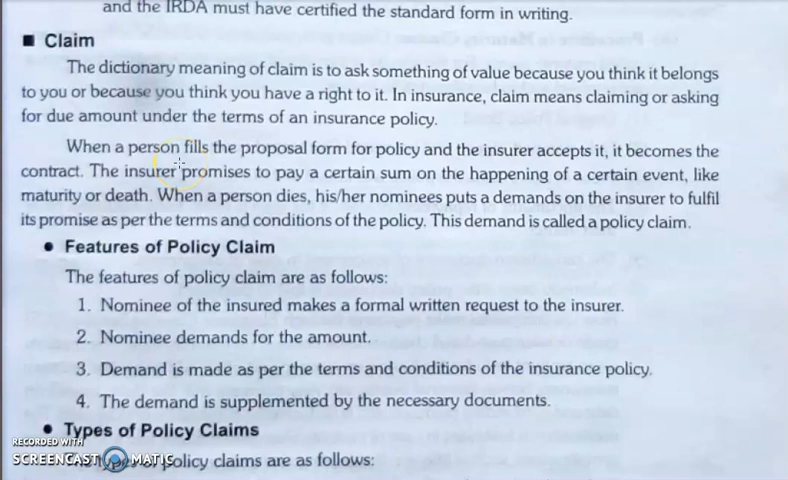 and the IRDA must have certified the standard form in writing.
■ Claim
The dictionary meaning of claim is to ask something of value because you think it belongs
to you or because you think you have a right to it. In insurance, claim means claiming or asking
for due amount under the terms of an insurance policy.
When a person fills the proposal form for policy and the insurer accepts it, it becomes the
contract. The insurer promises to pay a certain sum on the happening of a certain event, like
maturity or death. When a person dies, his/her nominees puts a demands on the insurer to fulfil
its promise as per the terms and conditions of the policy. This demand is called a policy claim.
• Features of Policy Claim
The features of policy claim are as follows:
1. Nominee of the insured makes a formal written request to the insurer.
2. Nominee demands for the amount.
3. Demand is made as per the terms and conditions of the insurance policy.
4. The demand is supplemented by the necessary documents.
• Types of Policy Claims
policy claims are as follows:
RECORDED WITH
SCREENCAST MATIC